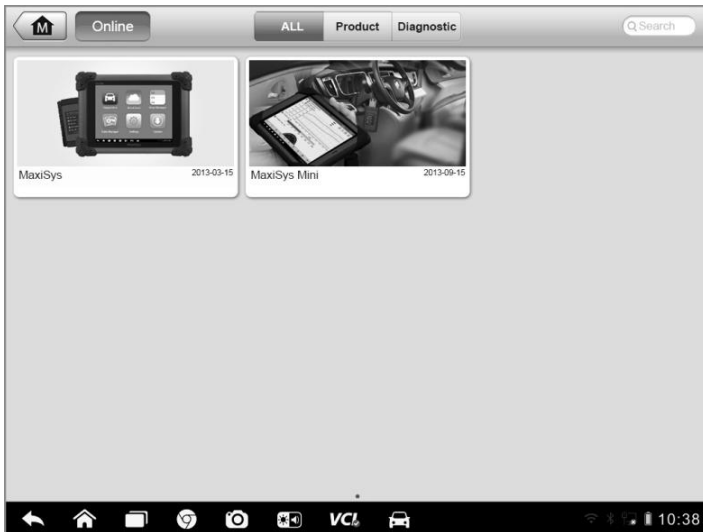 M Online ALL Product Diagnostic Search
MaxiSys 2013-03-15 MaxiSys Mini 2013-09-15
VCI 10:38